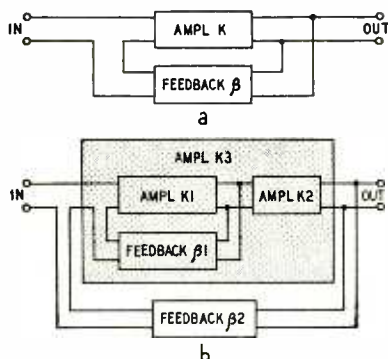 IN
AMPL K
OUT
FEEDBACK β
a
AMPL K3
IN
AMPL K1
AMPL K2
OUT
FEEDBACK β1
FEEDBACK β2
b